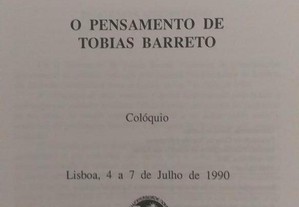 O PENSAMENTO DE
TOBIAS BARRETO
Colóquio
Lisboa, 4 a 7 de Julho de 1990